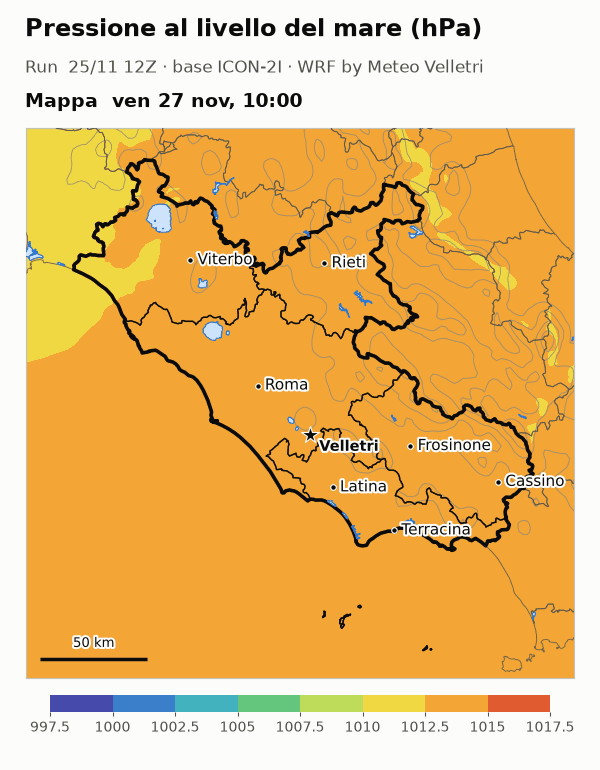 Pressione al livello del mare (hPa)
Run  25/11 12Z · base ICON-2I · WRF by Meteo Velletri
Mappa  ven 27 nov, 10:00
Viterbo
Rieti
Roma
Velletri
Frosinone
Cassino
Latina
Terracina
50 km
997.5 1000 1002.5 1005 1007.5 1010 1012.5 1015 1017.5